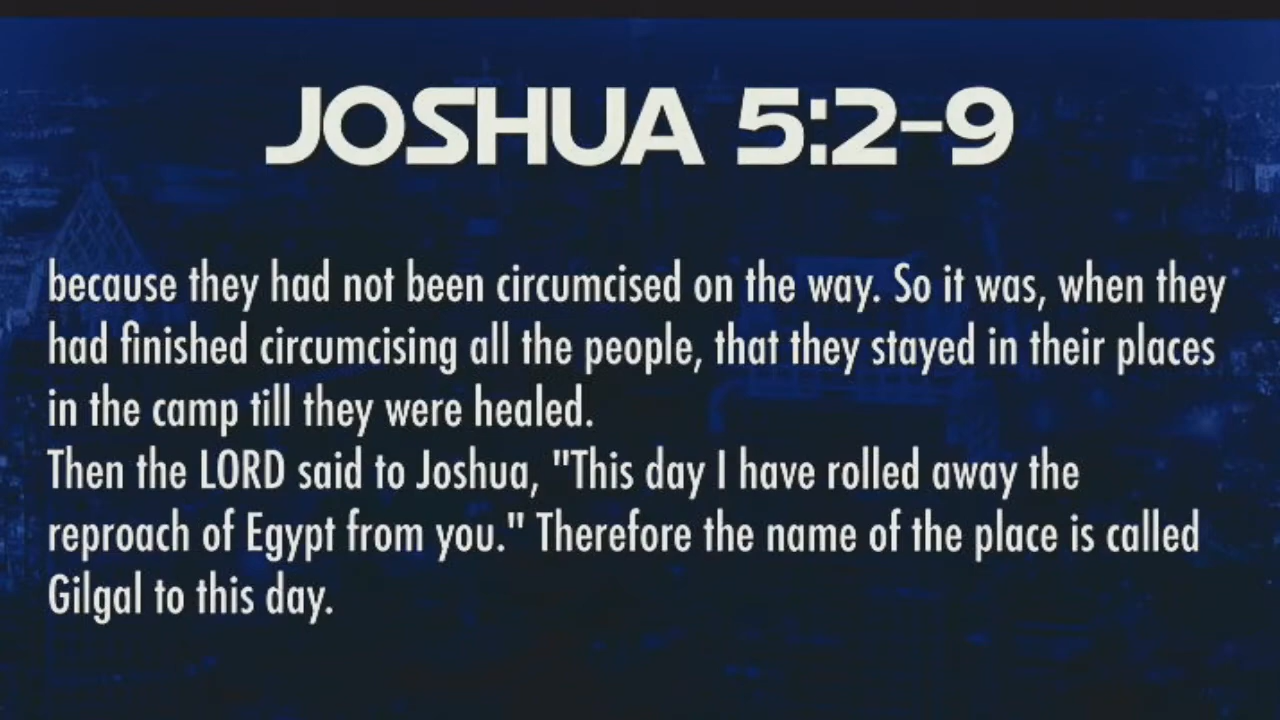 JOSHUA 5:2-9
because they had not been circumcised on the way. So it was, when they
had finished circumcising all the people, that they stayed in their places
in the camp till they were healed.
Then the LORD said to Joshua, "This day I have rolled away the
reproach of Egypt from you." Therefore the name of the place is called
Gilgal to this day.